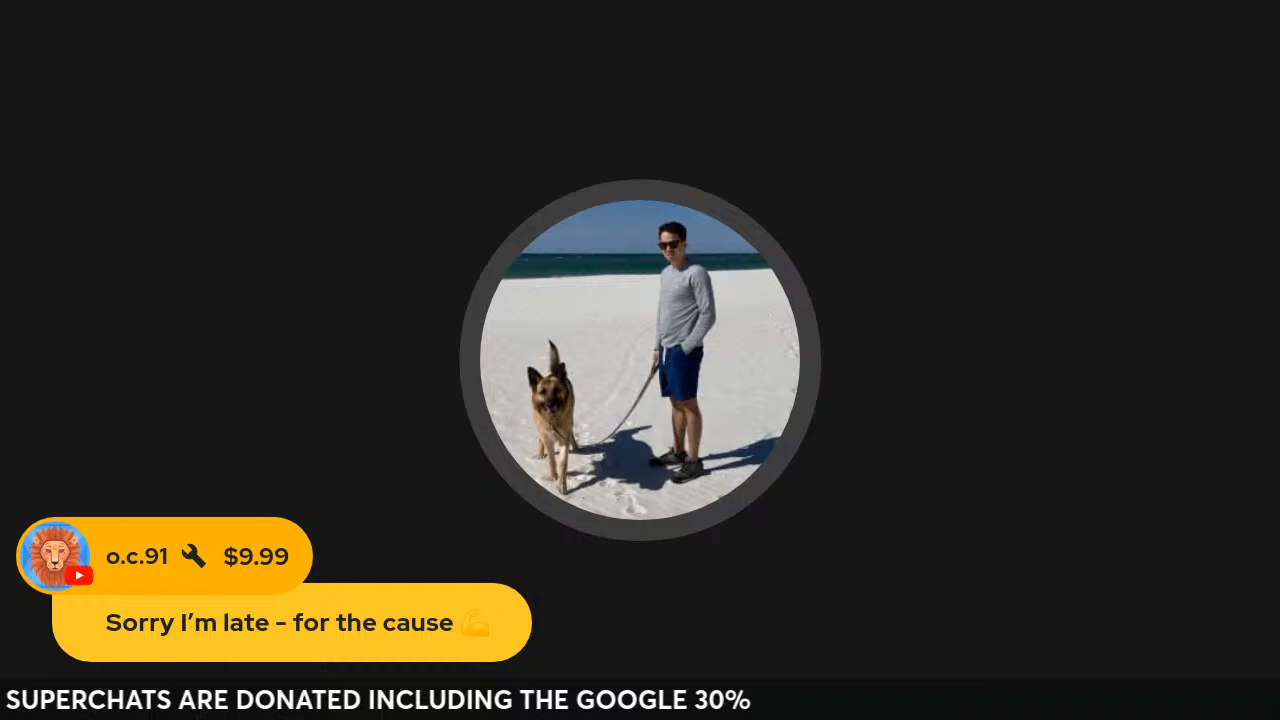 o.c.91 $9.99
Sorry I’m late - for the cause 💪
SUPERCHATS ARE DONATED INCLUDING THE GOOGLE 30%